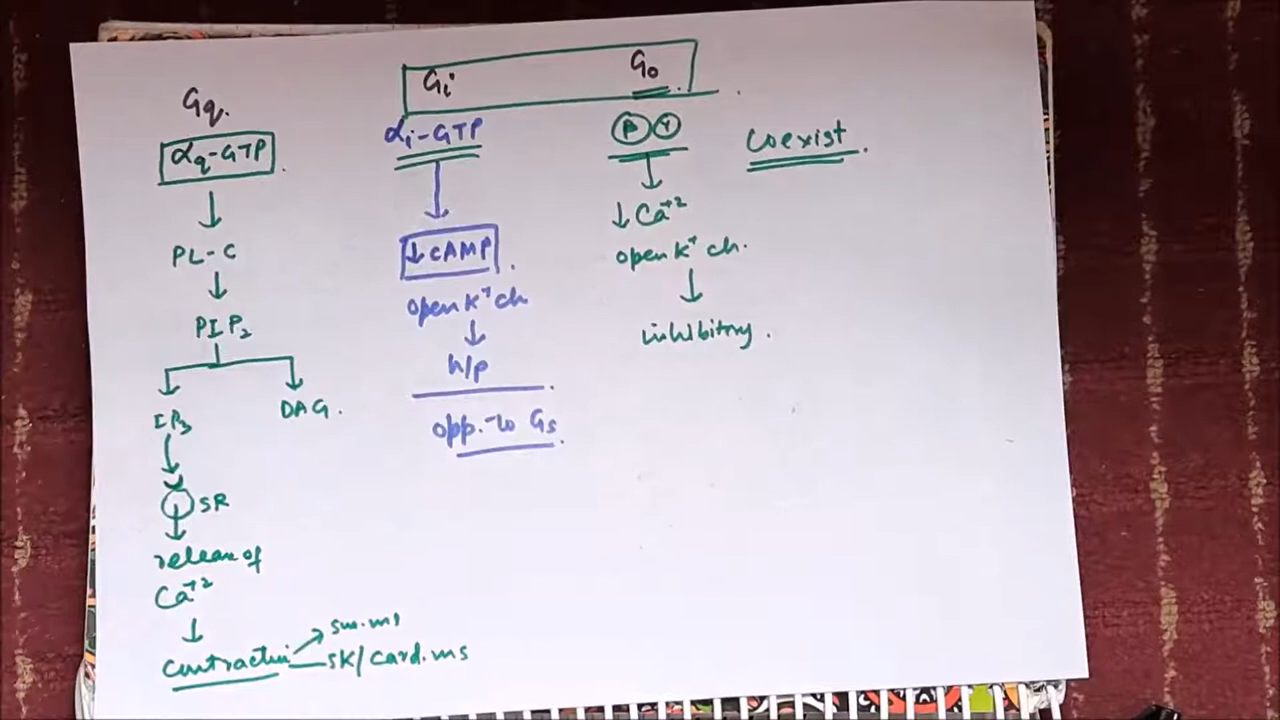 Gq.
αq-GTP
PL-C
PIP2
IP3
DAG.
SR
release of
Ca+2
contraction
sm.ms
SK/Card.ms
Gi
Go
αi-GTP
↓cAMP
open K+ ch
h/p
opp. to Gs
β γ
↓Ca+2
open K+ ch.
inhibitory.
Coexist